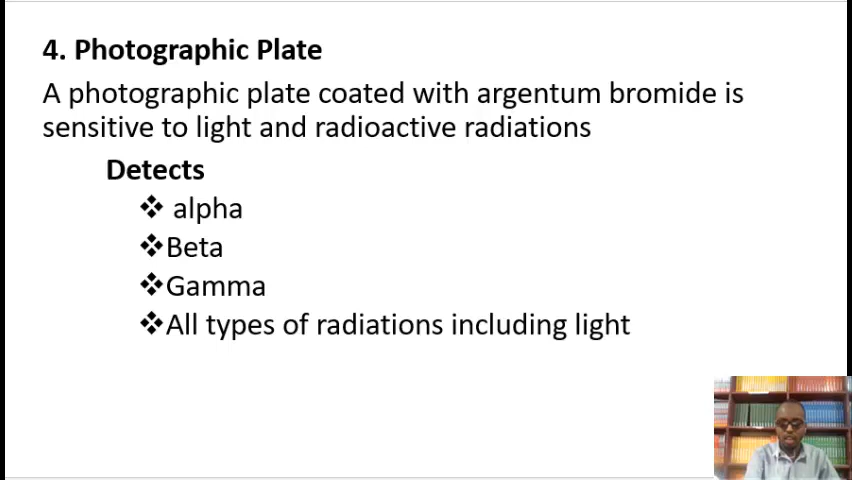 4. Photographic Plate
A photographic plate coated with argentum bromide is
sensitive to light and radioactive radiations
Detects
❖ alpha
❖Beta
❖Gamma
❖All types of radiations including light